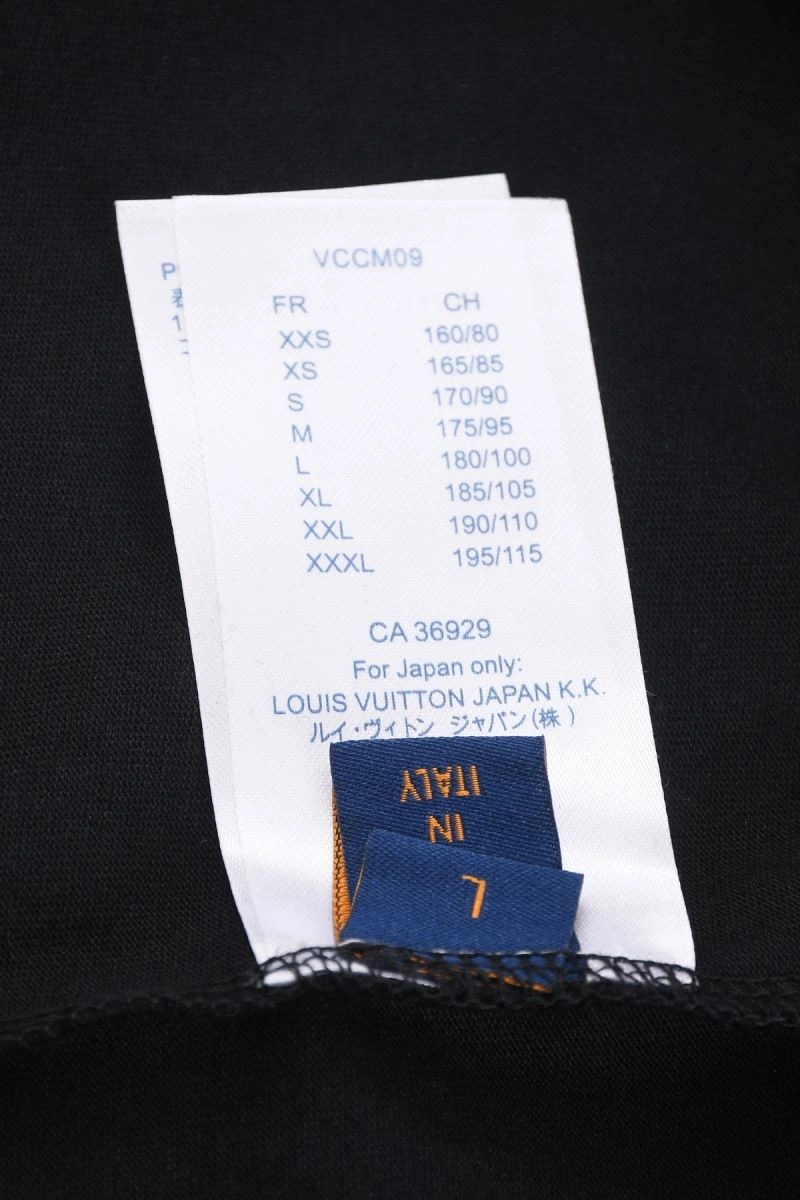 VCCM09
FR CH
XXS 160/80
XS 165/85
S 170/90
M 175/95
L 180/100
XL 185/105
XXL 190/110
XXXL 195/115
CA 36929
For Japan only:
LOUIS VUITTON JAPAN K.K.
ルイ・ヴィトン ジャパン(株)
IN
ITALY
L